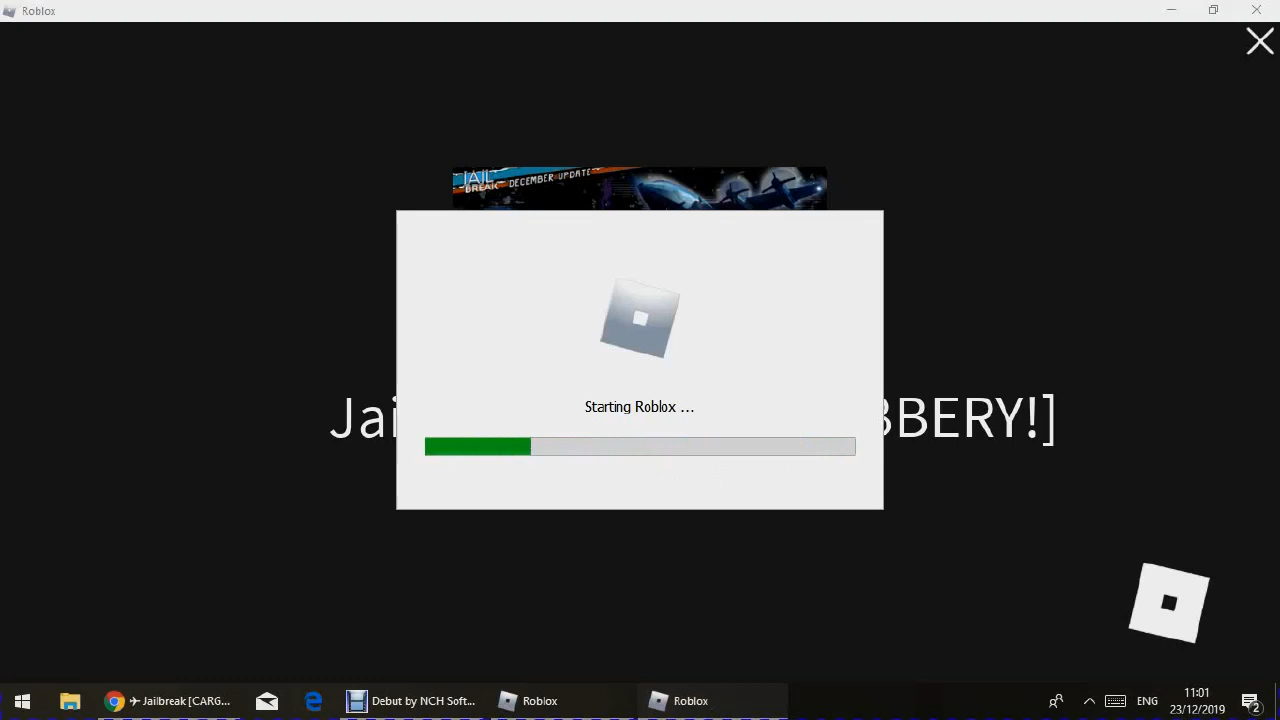 Roblox
JAIL
BREAK DECEMBER UPDATE
Starting Roblox ...
Jai
BBERY!]
Jailbreak [CARG...
Debut by NCH Soft...
Roblox
Roblox
ENG
11:01
23/12/2019
2